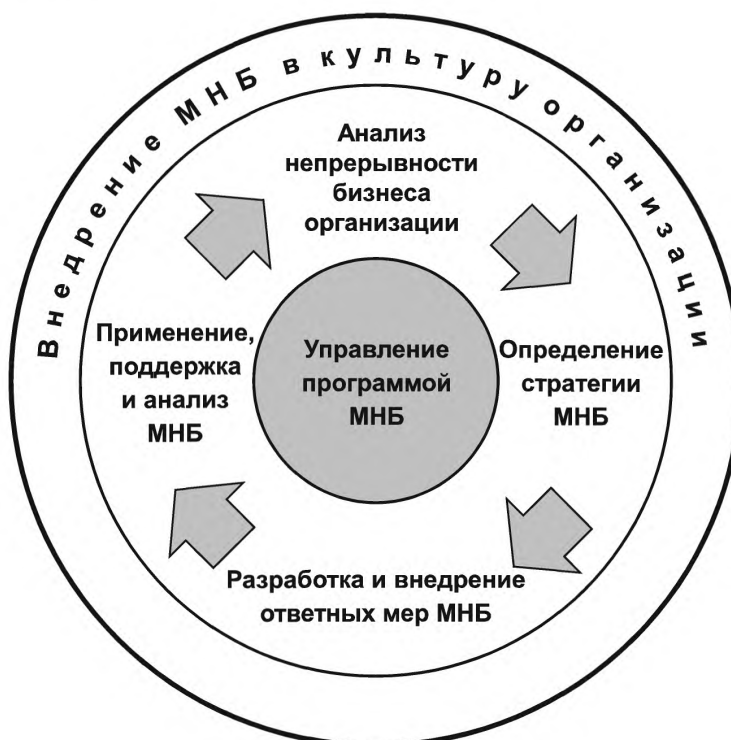 Внедрение МНБ в культуру организации
Анализ
непрерывности
бизнеса
организации
Применение,
поддержка
и анализ
МНБ
Управление
программой
МНБ
Определение
стратегии
МНБ
Разработка и внедрение
ответных мер МНБ